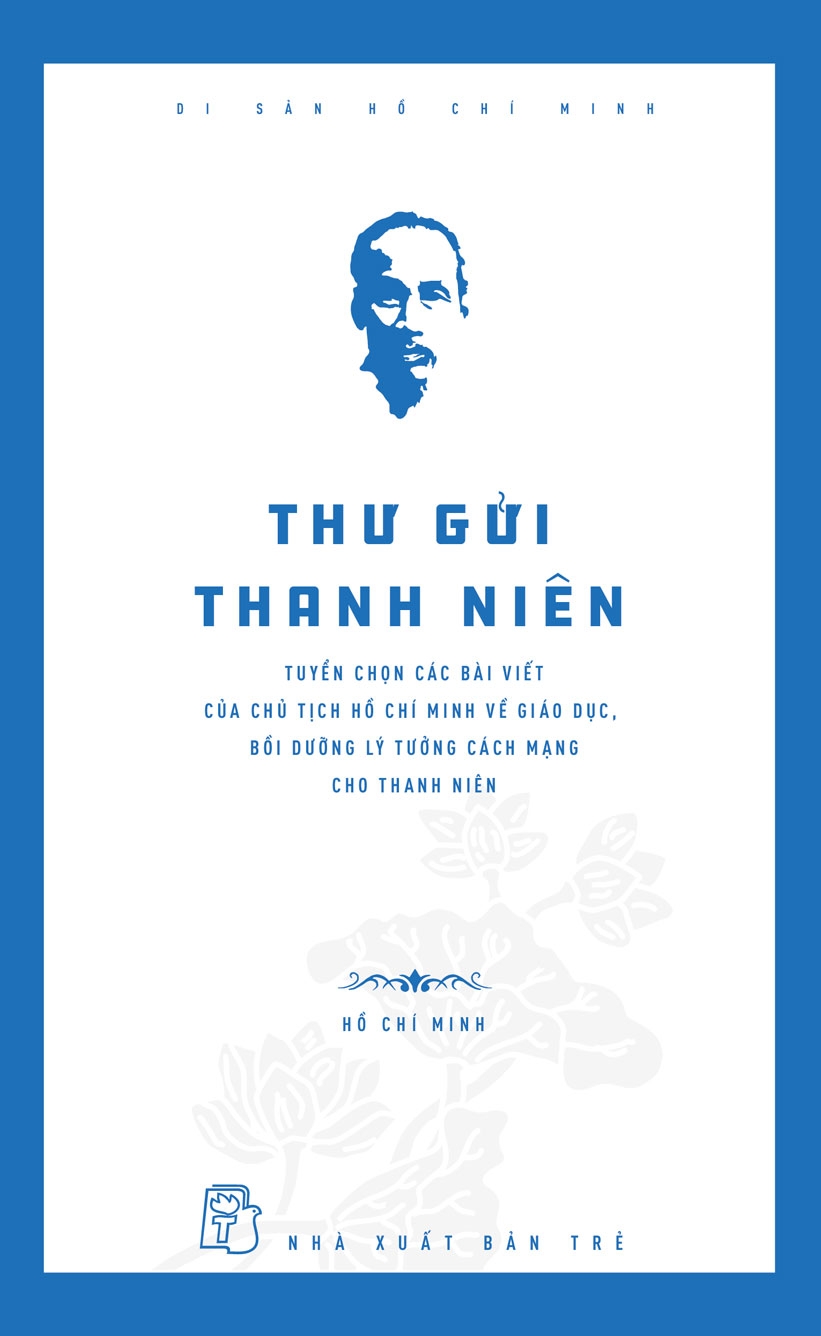 DI SẢN HỒ CHÍ MINH
THƯ GỬI
THANH NIÊN
TUYỂN CHỌN CÁC BÀI VIẾT
CỦA CHỦ TỊCH HỒ CHÍ MINH VỀ GIÁO DỤC,
BỒI DƯỠNG LÝ TƯỞNG CÁCH MẠNG
CHO THANH NIÊN
HỒ CHÍ MINH
T
NHÀ XUẤT BẢN TRẺ